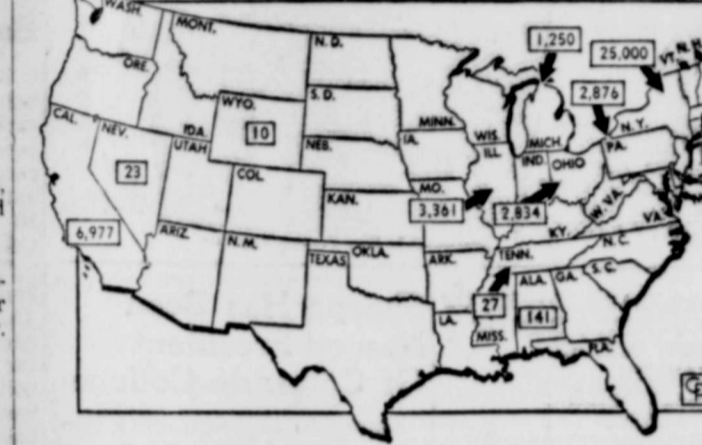 WASH.
MONT.
N. D.
1,250
25,000
VT.
N. H.
ORE.
S. D.
2,876
WYO.
10
CAL.
NEV.
IDA.
UTAH
NEB.
MINN.
IA.
WIS.
ILL.
MICH.
IND.
OHIO
N. Y.
PA.
23
COL.
KAN.
MO.
3,361
2,834
W. VA.
VA.
6,977
ARIZ.
N. M.
TEXAS
OKLA.
ARK.
KY.
TENN.
N. C.
27
ALA.
GA.
S. C.
141
LA.
MISS.
FLA.